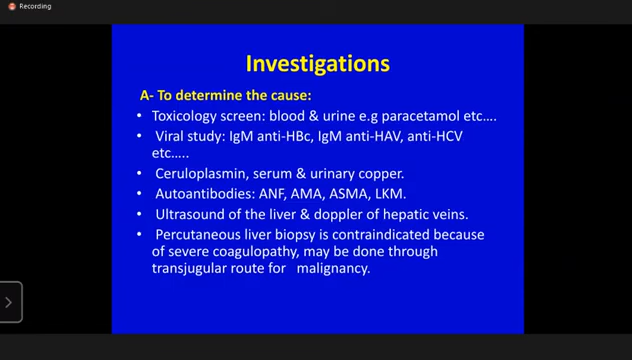 Recording
Investigations
A- To determine the cause:
• Toxicology screen: blood & urine e.g paracetamol etc....
• Viral study: IgM anti-HBc, IgM anti-HAV, anti-HCV
etc.....
• Ceruloplasmin, serum & urinary copper.
• Autoantibodies: ANF, AMA, ASMA, LKM.
• Ultrasound of the liver & doppler of hepatic veins.
• Percutaneous liver biopsy is contraindicated because
of severe coagulopathy, may be done through
transjugular route for malignancy.